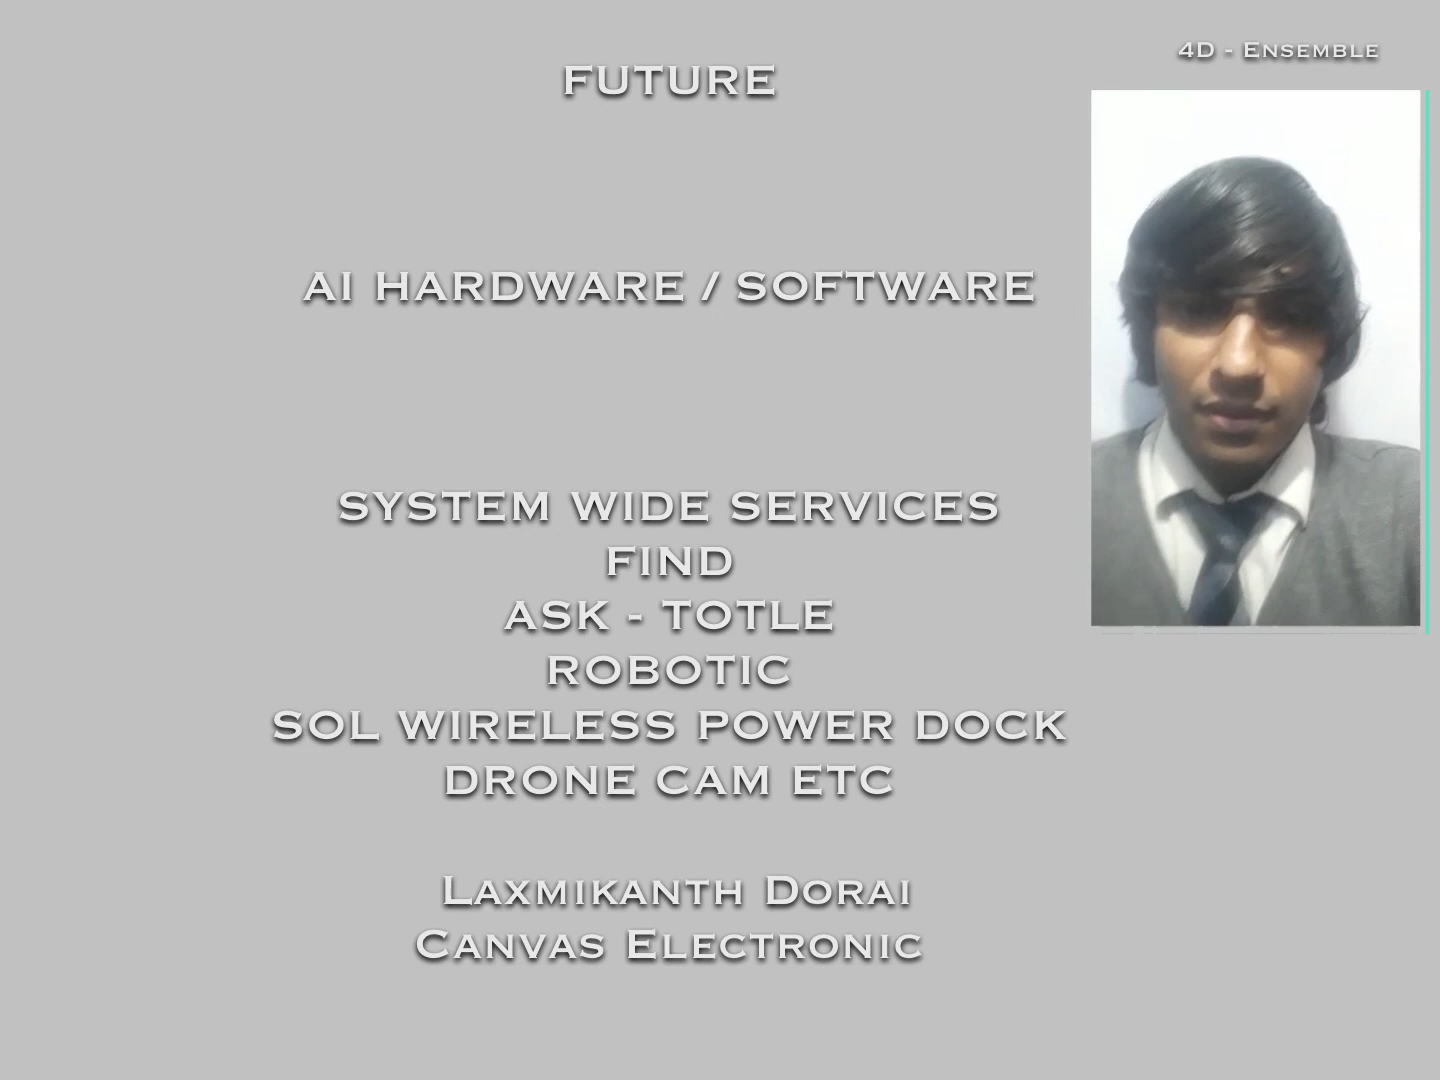 4D - Ensemble
FUTURE
AI HARDWARE / SOFTWARE
SYSTEM WIDE SERVICES
FIND
ASK - TOTLE
ROBOTIC
SOL WIRELESS POWER DOCK
DRONE CAM ETC
Laxmikanth Dorai
Canvas Electronic